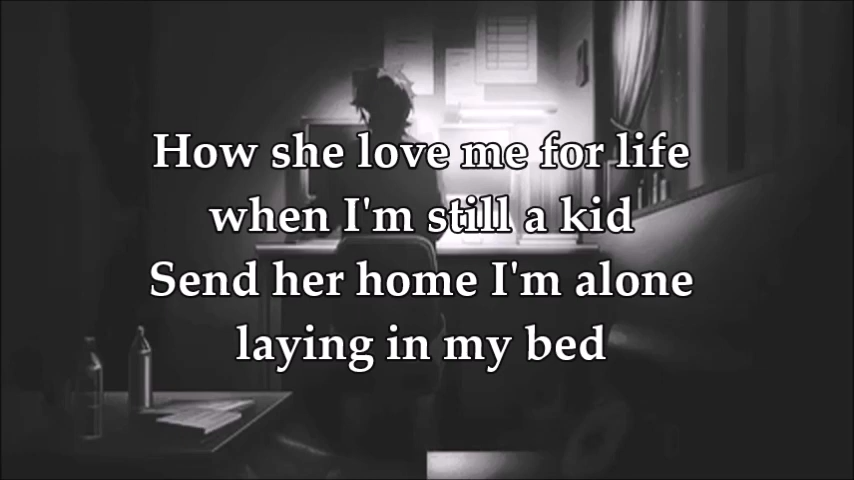 How she love me for life
when I'm still a kid
Send her home I'm alone
laying in my bed